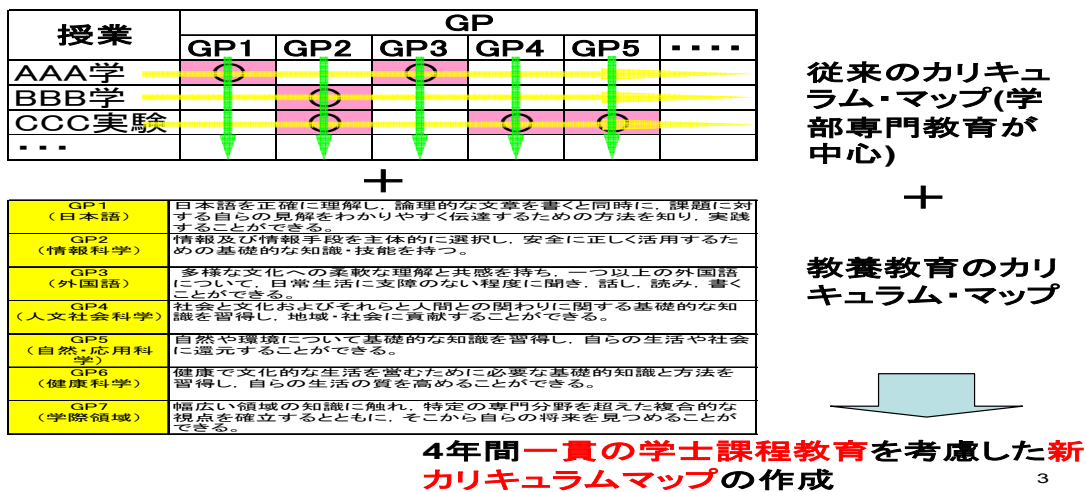 授業
GP
GP1 GP2 GP3 GP4 GP5 ・・・・
AAA学 ○ ○
BBB学 ○
CCC実験 ○ ○ ○
・・・
+
GP1
(日本語)
日本語を正確に理解し,論理的な文章を書くと同時に,課題に対
する自らの見解をわかりやすく伝達するための方法を知り,実践
することができる。
GP2
(情報科学)
情報及び情報手段を主体的に選択し,安全に正しく活用するた
めの基礎的な知識・技能を持つ。
GP3
(外国語)
多様な文化への柔軟な理解と共感を持ち,一つ以上の外国語
について,日常生活に支障のない程度に聞き,話し,読み,書く
ことができる。
GP4
(人文社会科学)
社会と文化およびそれらと人間との関わりに関する基礎的な知
識を習得し,地域・社会に貢献することができる。
GP5
(自然・応用科
学)
自然や環境について基礎的な知識を習得し,自らの生活や社会
に還元することができる。
GP6
(健康科学)
健康で文化的な生活を営むために必要な基礎的知識と方法を
習得し,自らの生活の質を高めることができる。
GP7
(学際領域)
幅広い領域の知識に触れ,特定の専門分野を超えた複合的な
視点を確立するとともに,そこから自らの将来を見つめることが
できる。
従来のカリキュ
ラム・マップ(学
部専門教育が
中心)
+
教養教育のカリ
キュラム・マップ
4年間一貫の学士課程教育を考慮した新
カリキュラムマップの作成
3